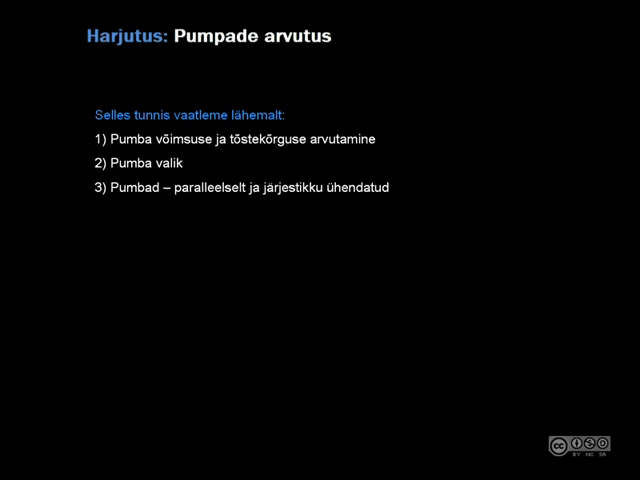 Harjutus: Pumpade arvutus
Selles tunnis vaatleme lähemalt:
1) Pumba võimsuse ja tõstekõrguse arvutamine
2) Pumba valik
3) Pumbad – paralleelselt ja järjestikku ühendatud
cc
BY NC SA